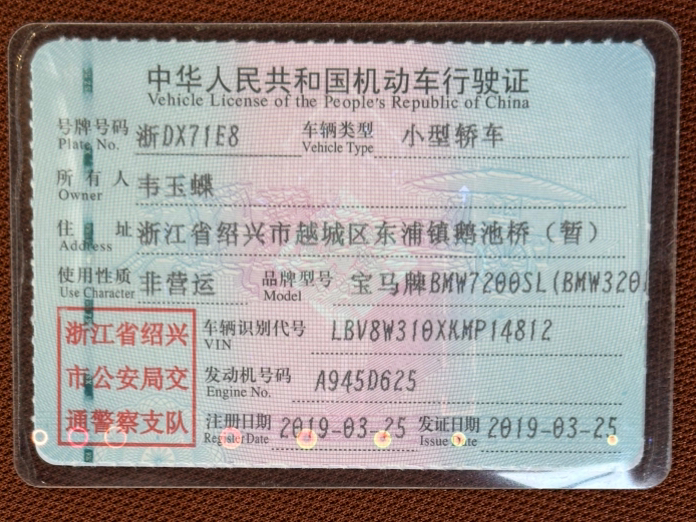 中华人民共和国机动车行驶证
Vehicle License of the People's Republic of China
号牌号码 浙DX71E8 车辆类型 小型轿车
Plate No. Vehicle Type
所有人 韦玉蝶
Owner
住址 浙江省绍兴市越城区东浦镇鹅池桥（暂）
Address
使用性质 非营运 品牌型号 宝马牌BMW7200SL(BMW320
Use Character Model
浙江省绍兴 车辆识别代号 LBV8W310XKMP14812
VIN
市公安局交 发动机号码 A945D625
Engine No.
通警察支队 注册日期 2019-03-25 发证日期 2019-03-25
Register Date Issue Date